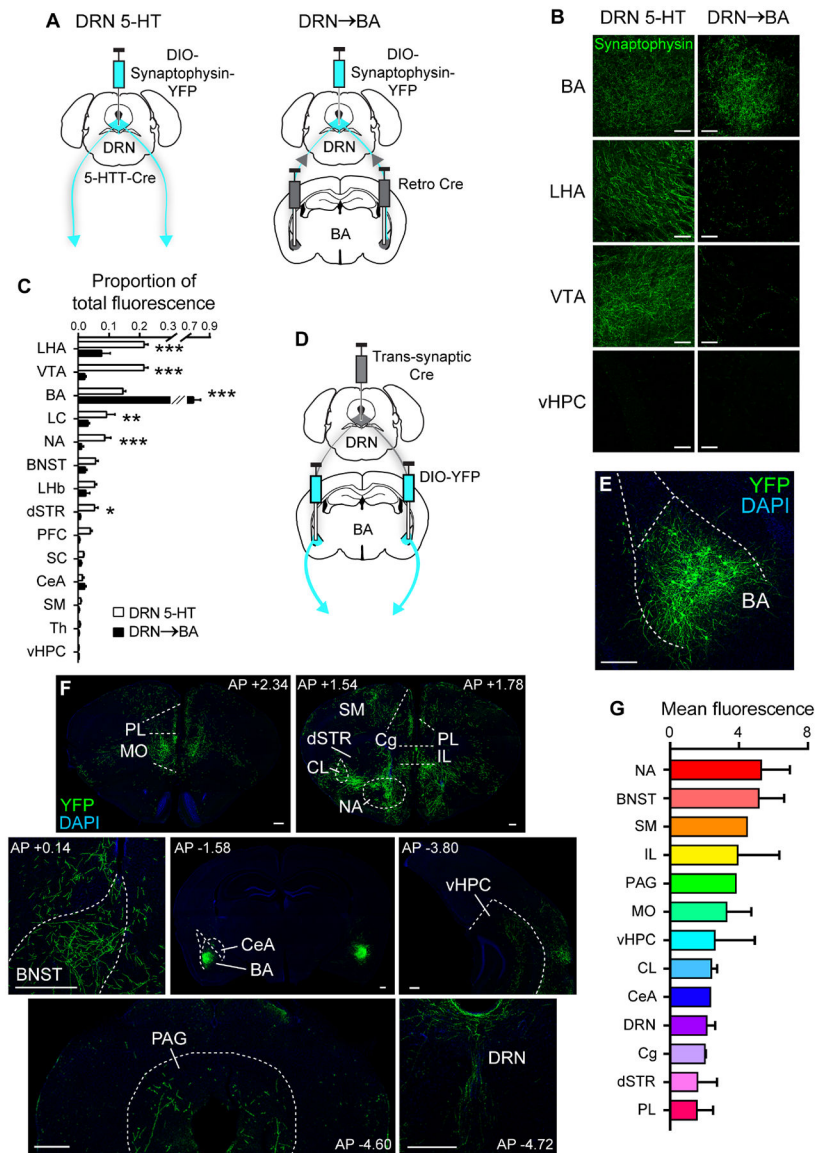 A
DRN 5-HT
DIO-
Synaptophysin-
YFP
DRN
5-HTT-Cre
DRN→BA
DIO-
Synaptophysin-
YFP
DRN
Retro Cre
BA
B
DRN 5-HT
DRN→BA
Synaptophysin
BA
LHA
VTA
vHPC
C
Proportion of
total fluorescence
0.0 0.1 0.3 0.7 0.9
LHA ***
VTA ***
BA ***
LC **
NA ***
BNST
LHb
dSTR *
PFC
SC
CeA
SM
Th
vHPC
DRN 5-HT
DRN→BA
D
Trans-synaptic
Cre
DRN
DIO-YFP
BA
E
YFP
DAPI
BA
F
AP +2.34
PL
MO
YFP
DAPI
AP +1.54
AP +1.78
SM
dSTR
CL
Cg
PL
IL
NA
AP +0.14
BNST
AP -1.58
CeA
BA
AP -3.80
vHPC
PAG
AP -4.60
DRN
AP -4.72
G
Mean fluorescence
0 4 8
NA
BNST
SM
IL
PAG
MO
vHPC
CL
CeA
DRN
Cg
dSTR
PL